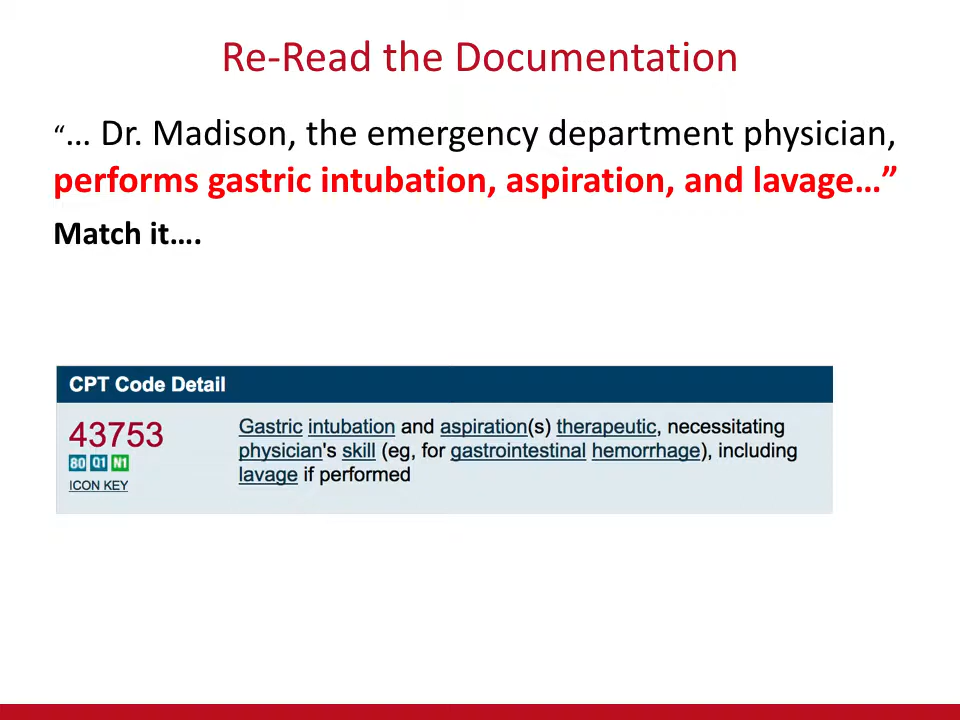 Re-Read the Documentation
“… Dr. Madison, the emergency department physician,
performs gastric intubation, aspiration, and lavage…”
Match it….
CPT Code Detail
43753
80 Q1 N1
ICON KEY
Gastric intubation and aspiration(s) therapeutic, necessitating
physician's skill (eg, for gastrointestinal hemorrhage), including
lavage if performed